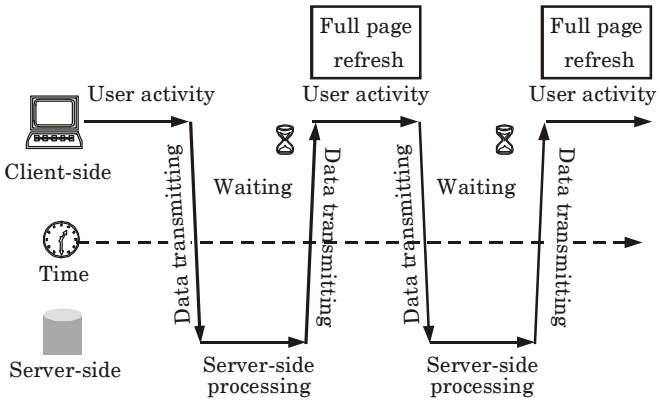 Full page
refresh
Full page
refresh
User activity
User activity
User activity
Client-side
Waiting
Waiting
Data transmitting
Data transmitting
Data transmitting
Data transmitting
Time
Server-side
Server-side
processing
Server-side
processing